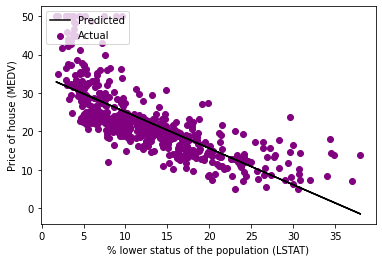 50
40
30
20
10
0
Price of house (MEDV)
Predicted
Actual
0 5 10 15 20 25 30 35
% lower status of the population (LSTAT)